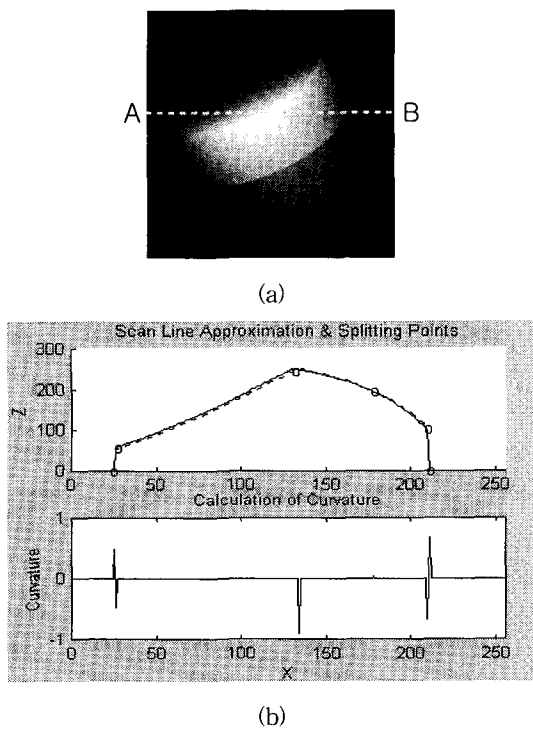 A B
(a)
Scan Line Approximation & Splitting Points
300
200
100
0
Z
0 50 100 150 200 250
Calculation of Curvature
1
0
-1
Curvature
0 50 100 150 200 250
X
(b)